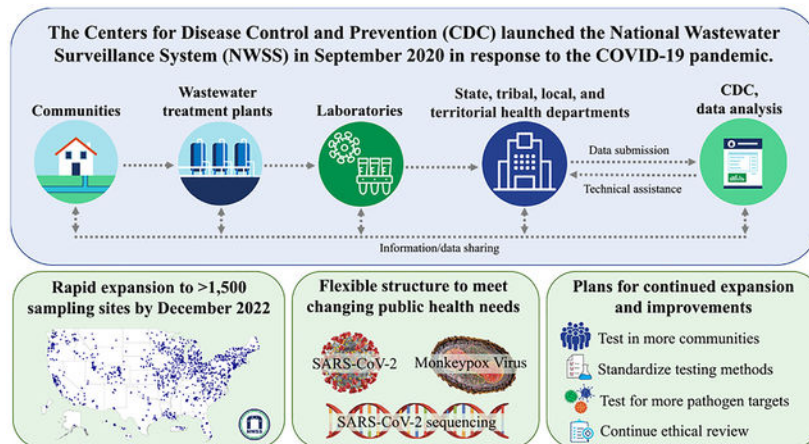 The Centers for Disease Control and Prevention (CDC) launched the National Wastewater
Surveillance System (NWSS) in September 2020 in response to the COVID-19 pandemic.
Communities
Wastewater
treatment plants
Laboratories
State, tribal, local, and
territorial health departments
CDC,
data analysis
Data submission
Technical assistance
Information/data sharing
Rapid expansion to >1,500
sampling sites by December 2022
NWSS
Flexible structure to meet
changing public health needs
SARS-CoV-2
Monkeypox Virus
SARS-CoV-2 sequencing
Plans for continued expansion
and improvements
Test in more communities
Standardize testing methods
Test for more pathogen targets
Continue ethical review